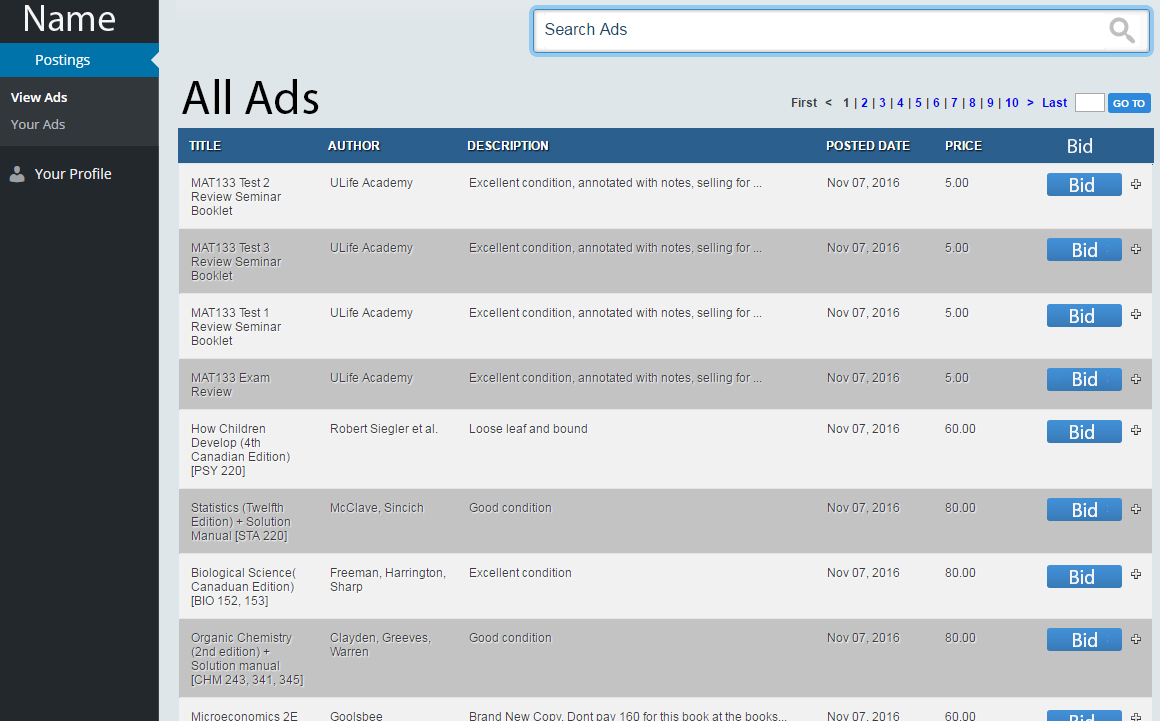 Name
Postings
View Ads
Your Ads
Your Profile
Search Ads
All Ads
First < 1 | 2 | 3 | 4 | 5 | 6 | 7 | 8 | 9 | 10 > Last GO TO
TITLE AUTHOR DESCRIPTION POSTED DATE PRICE Bid
MAT133 Test 2 ULife Academy Excellent condition, annotated with notes, selling for ... Nov 07, 2016 5.00 Bid
Review Seminar
Booklet
MAT133 Test 3 ULife Academy Excellent condition, annotated with notes, selling for ... Nov 07, 2016 5.00 Bid
Review Seminar
Booklet
MAT133 Test 1 ULife Academy Excellent condition, annotated with notes, selling for ... Nov 07, 2016 5.00 Bid
Review Seminar
Booklet
MAT133 Exam ULife Academy Excellent condition, annotated with notes, selling for ... Nov 07, 2016 5.00 Bid
Review
How Children Robert Siegler et al. Loose leaf and bound Nov 07, 2016 60.00 Bid
Develop (4th
Canadian Edition)
[PSY 220]
Statistics (Twelfth McClave, Sincich Good condition Nov 07, 2016 80.00 Bid
Edition) + Solution
Manual [STA 220]
Biological Science( Freeman, Harrington, Excellent condition Nov 07, 2016 80.00 Bid
Canaduan Edition) Sharp
[BIO 152, 153]
Organic Chemistry Clayden, Greeves, Good condition Nov 07, 2016 80.00 Bid
(2nd edition) + Warren
Solution manual
[CHM 243, 341, 345]
Microeconomics 2E Goolsbee Brand New Copy. Dont pay 160 for this book at the books... Nov 07, 2016 60.00 Bid